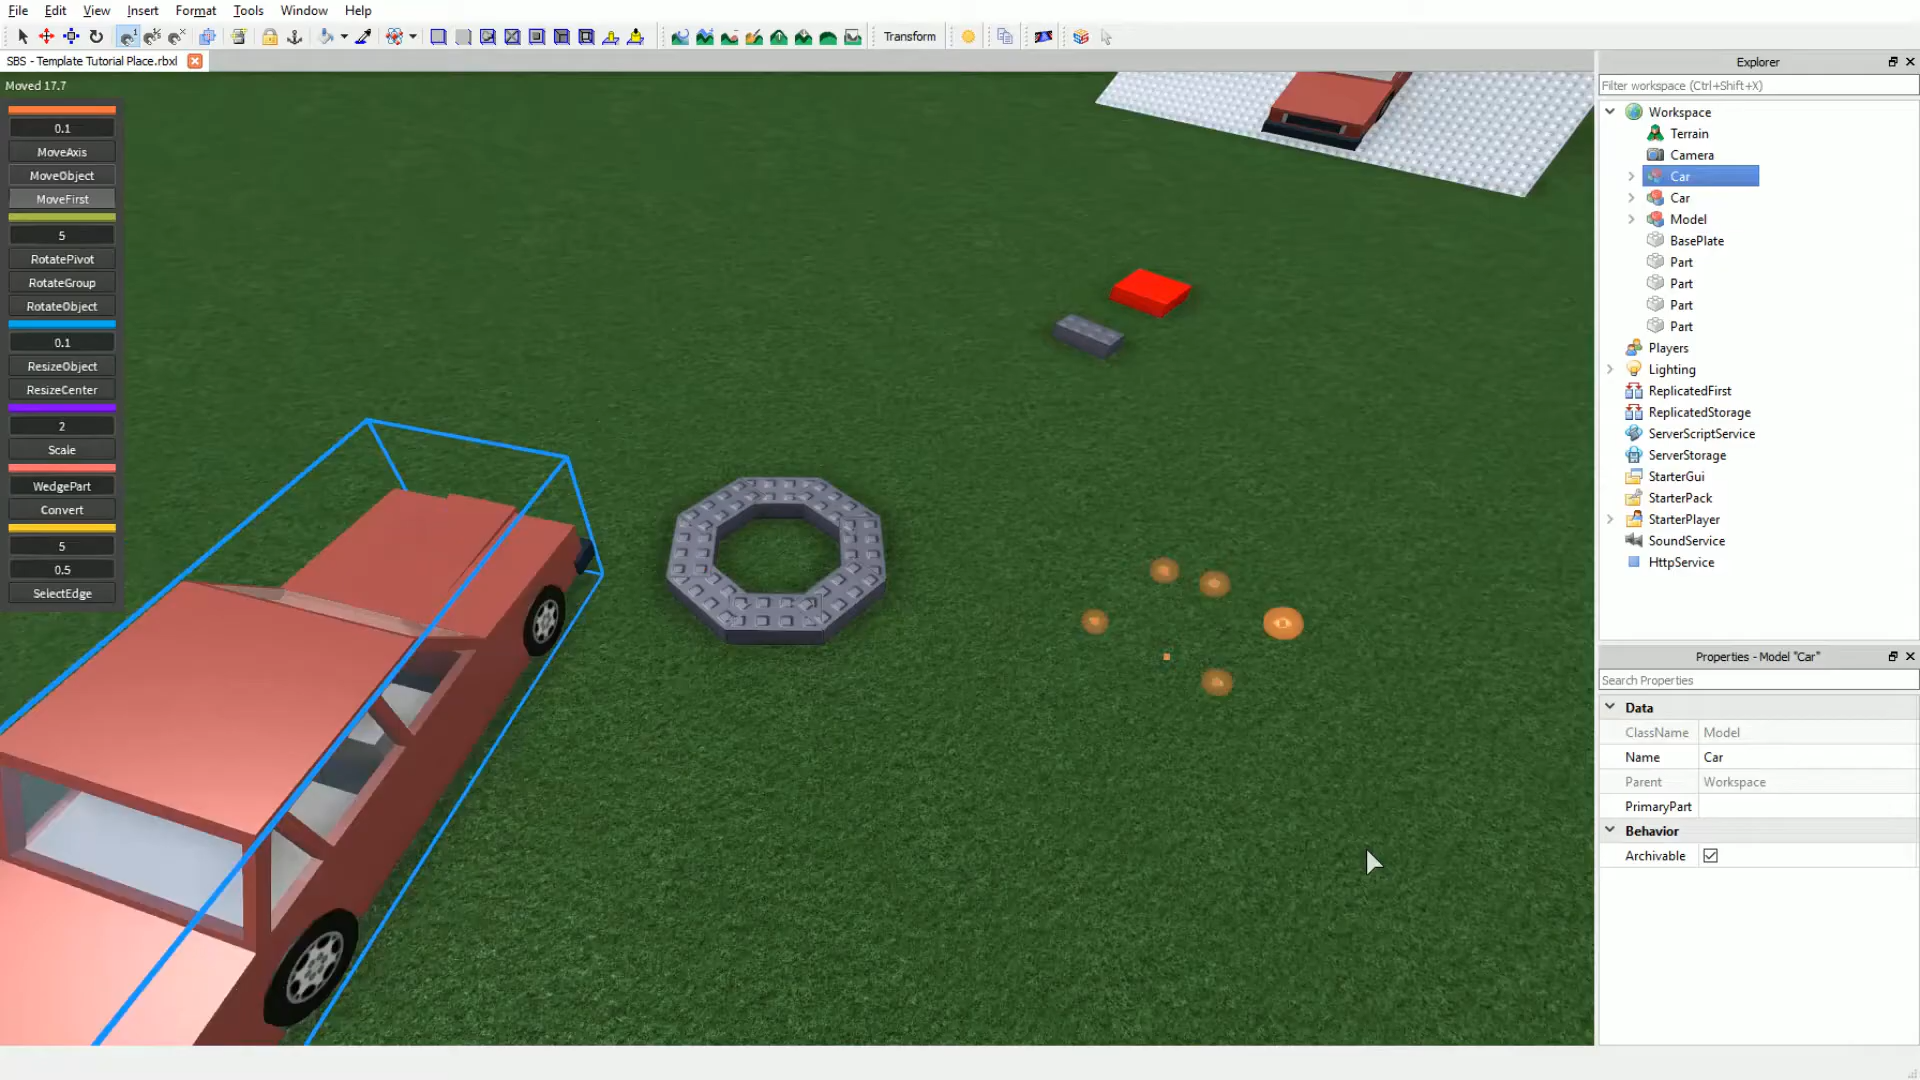 File Edit View Insert Format Tools Window Help
Transform
SBS - Template Tutorial Place.rbxl
Moved 17.7
0.1
MoveAxis
MoveObject
MoveFirst
5
RotatePivot
RotateGroup
RotateObject
0.1
ResizeObject
ResizeCenter
2
Scale
WedgePart
Convert
5
0.5
SelectEdge
Explorer
Filter workspace (Ctrl+Shift+X)
Workspace
Terrain
Camera
Car
Car
Model
BasePlate
Part
Part
Part
Part
Players
Lighting
ReplicatedFirst
ReplicatedStorage
ServerScriptService
ServerStorage
StarterGui
StarterPack
StarterPlayer
SoundService
HttpService
Properties - Model "Car"
Search Properties
Data
ClassName Model
Name Car
Parent Workspace
PrimaryPart
Behavior
Archivable